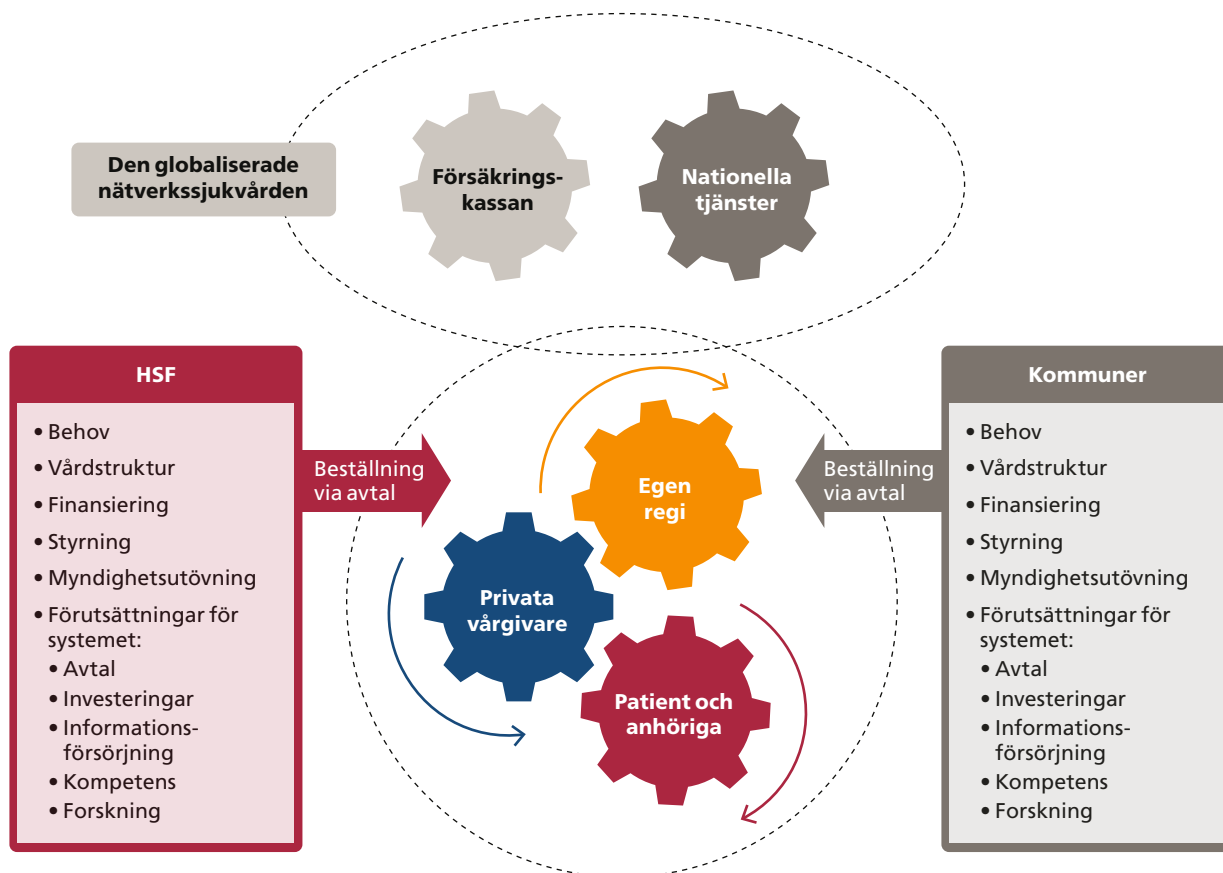 Den globaliserade
nätverkssjukvården
Försäkrings-
kassan
Nationella
tjänster
HSF
• Behov
• Vårdstruktur
• Finansiering
• Styrning
• Myndighetsutövning
• Förutsättningar för
systemet:
• Avtal
• Investeringar
• Informations-
försörjning
• Kompetens
• Forskning
Beställning
via avtal
Egen
regi
Privata
vårgivare
Patient och
anhöriga
Beställning
via avtal
Kommuner
• Behov
• Vårdstruktur
• Finansiering
• Styrning
• Myndighetsutövning
• Förutsättningar för
systemet:
• Avtal
• Investeringar
• Informations-
försörjning
• Kompetens
• Forskning